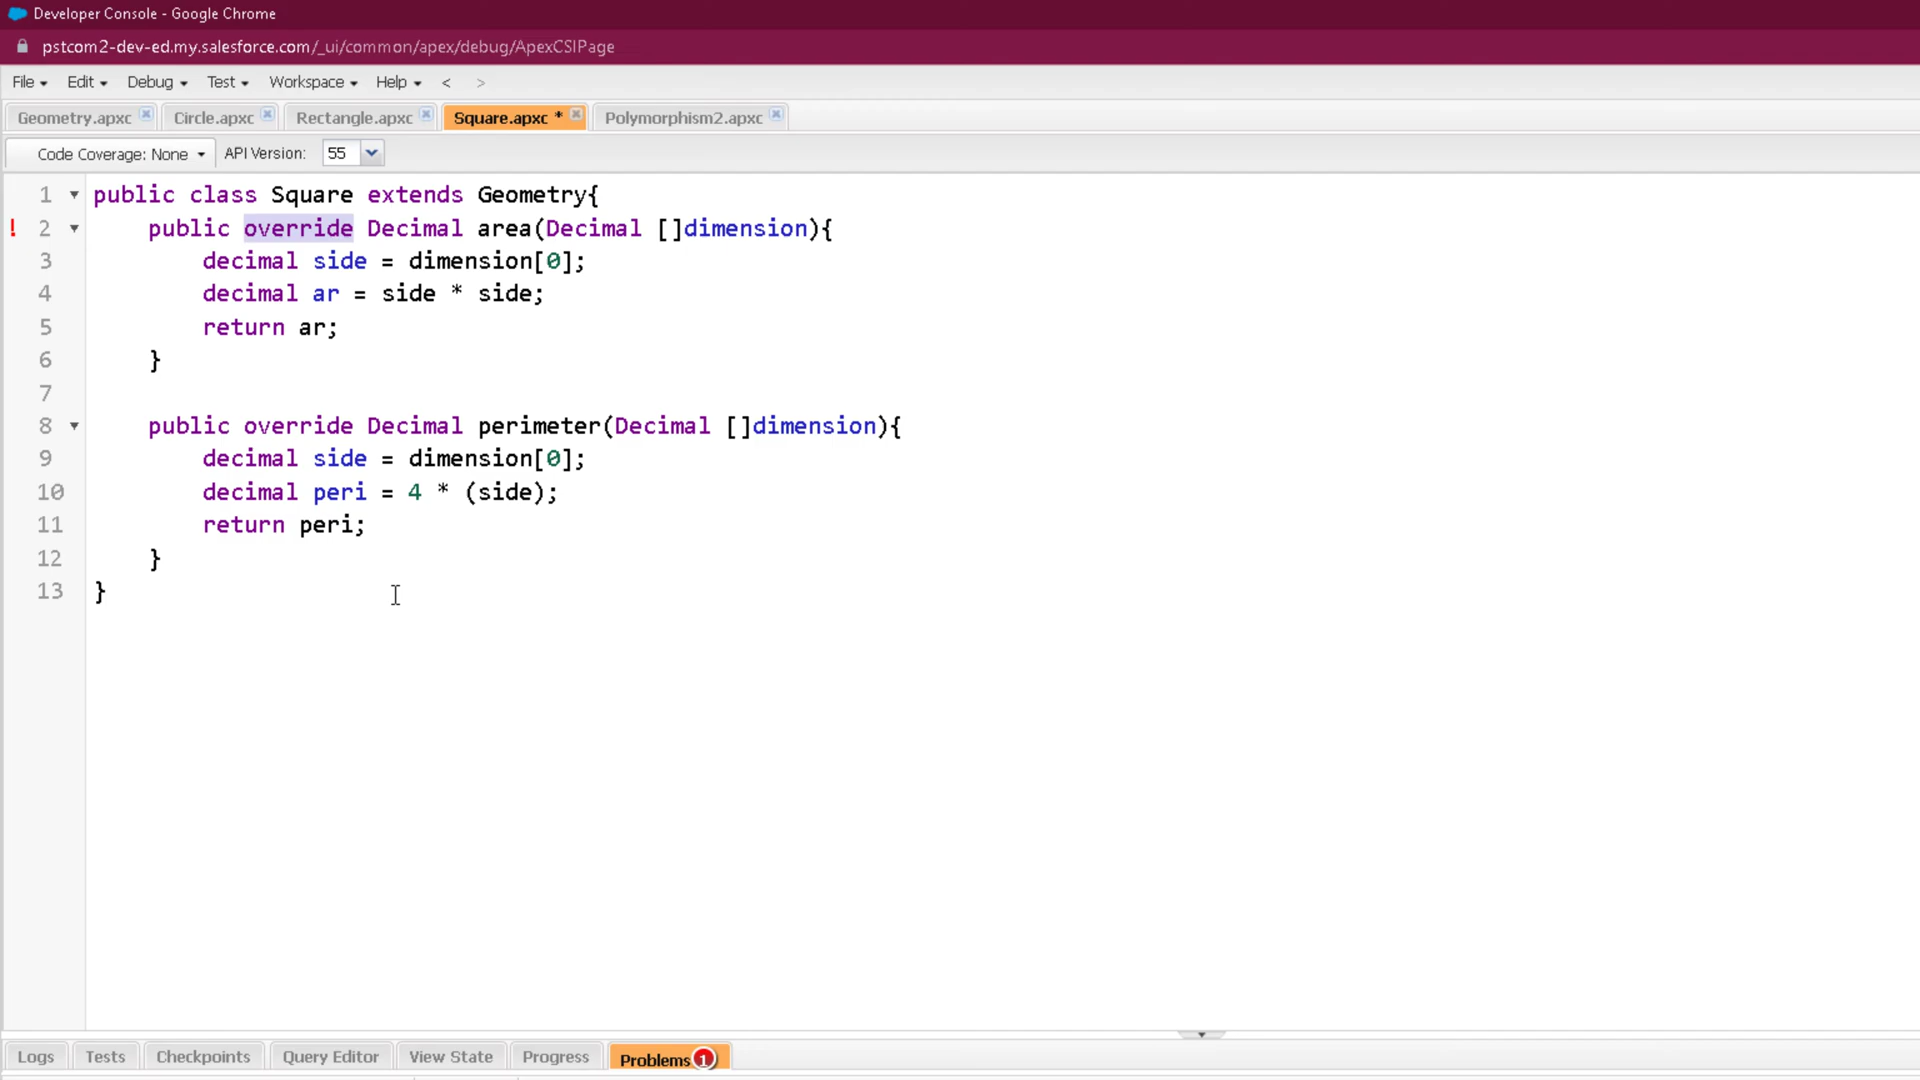 Developer Console - Google Chrome
pstcom2-dev-ed.my.salesforce.com/_ui/common/apex/debug/ApexCSIPage
File Edit Debug Test Workspace Help < >
Geometry.apxc Circle.apxc Rectangle.apxc Square.apxc * Polymorphism2.apxc
Code Coverage: None API Version: 55
1 public class Square extends Geometry{
! 2 public override Decimal area(Decimal []dimension){
3 decimal side = dimension[0];
4 decimal ar = side * side;
5 return ar;
6 }
7
8 public override Decimal perimeter(Decimal []dimension){
9 decimal side = dimension[0];
10 decimal peri = 4 * (side);
11 return peri;
12 }
13 }
Logs Tests Checkpoints Query Editor View State Progress Problems 1